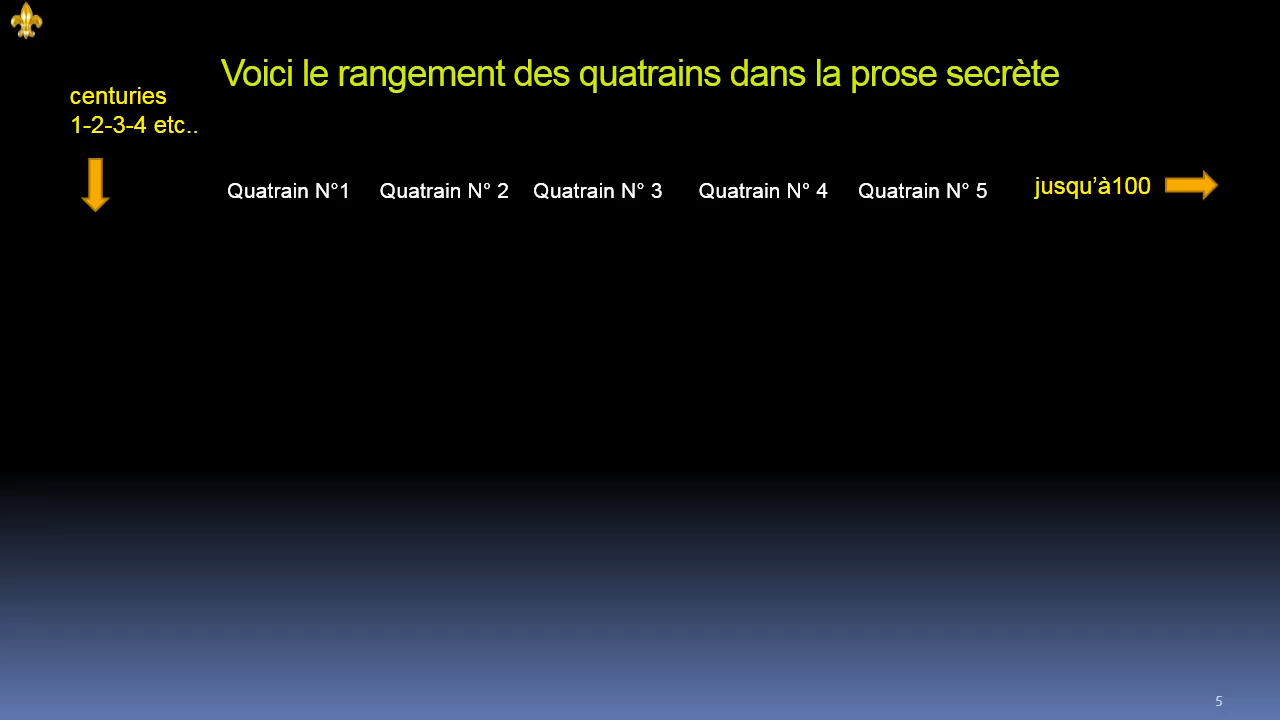 Voici le rangement des quatrains dans la prose secrète
centuries
1-2-3-4 etc..
Quatrain N°1 Quatrain N° 2 Quatrain N° 3 Quatrain N° 4 Quatrain N° 5 jusqu’à100
5